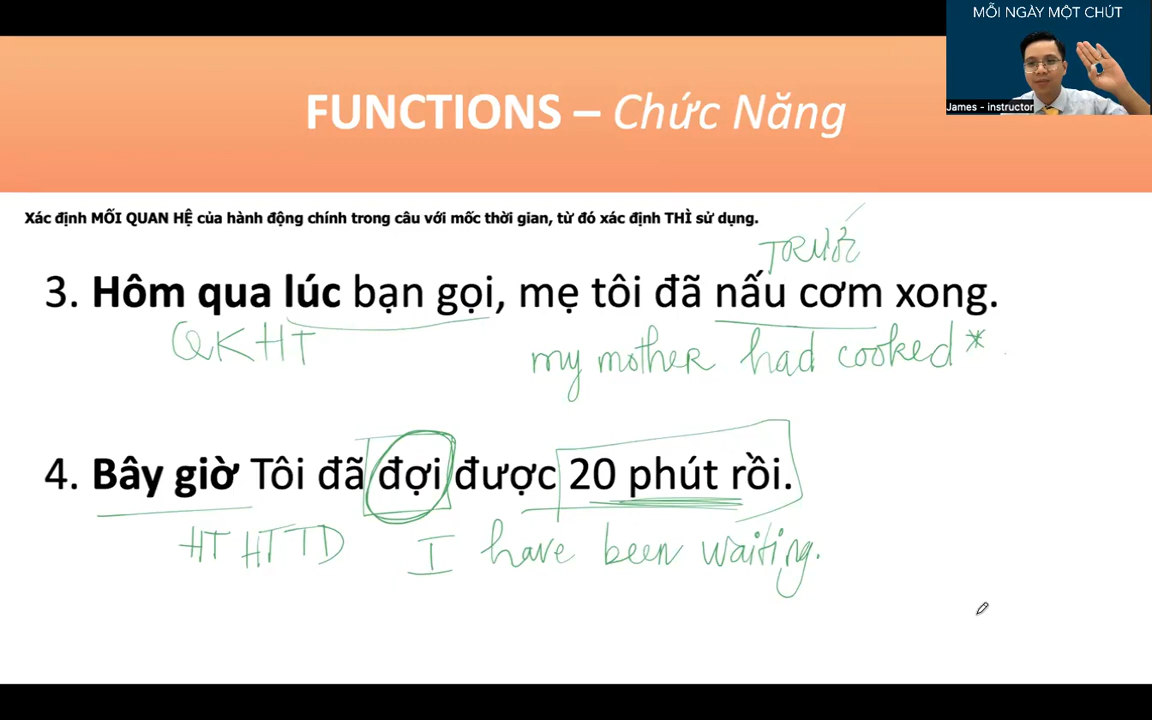 MỖI NGÀY MỘT CHÚT
James - instructor
FUNCTIONS – Chức Năng
Xác định MỐI QUAN HỆ của hành động chính trong câu với mốc thời gian, từ đó xác định THÌ sử dụng.
TRƯỚC
3. Hôm qua lúc bạn gọi, mẹ tôi đã nấu cơm xong.
QKHT my mother had cooked *
4. Bây giờ Tôi đã đợi được 20 phút rồi.
HT HTTD I have been waiting.